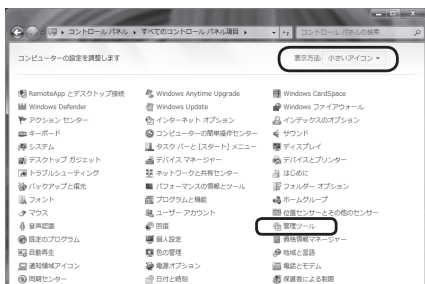 コントロール パネル ▸ すべてのコントロール パネル項目 ▸
コントロール パネルの検索
コンピューターの設定を調整します
表示方法: 小さいアイコン ▾
RemoteApp とデスクトップ接続
Windows Anytime Upgrade
Windows CardSpace
Windows Defender
Windows Update
Windows ファイアウォール
アクション センター
インターネット オプション
インデックスのオプション
キーボード
コンピューターの簡単操作センター
サウンド
システム
タスク バーと [スタート] メニュー
ディスプレイ
デスクトップ ガジェット
デバイス マネージャー
デバイスとプリンター
トラブルシューティング
ネットワークと共有センター
はじめに
バックアップと復元
パフォーマンスの情報とツール
フォルダー オプション
フォント
プログラムと機能
ホームグループ
マウス
ユーザー アカウント
位置センサーとその他のセンサー
音声認識
回復
管理ツール
既定のプログラム
個人設定
資格情報マネージャー
自動再生
色の管理
地域と言語
通知領域アイコン
電源オプション
電話とモデム
同期センター
日付と時刻
保護者による制限